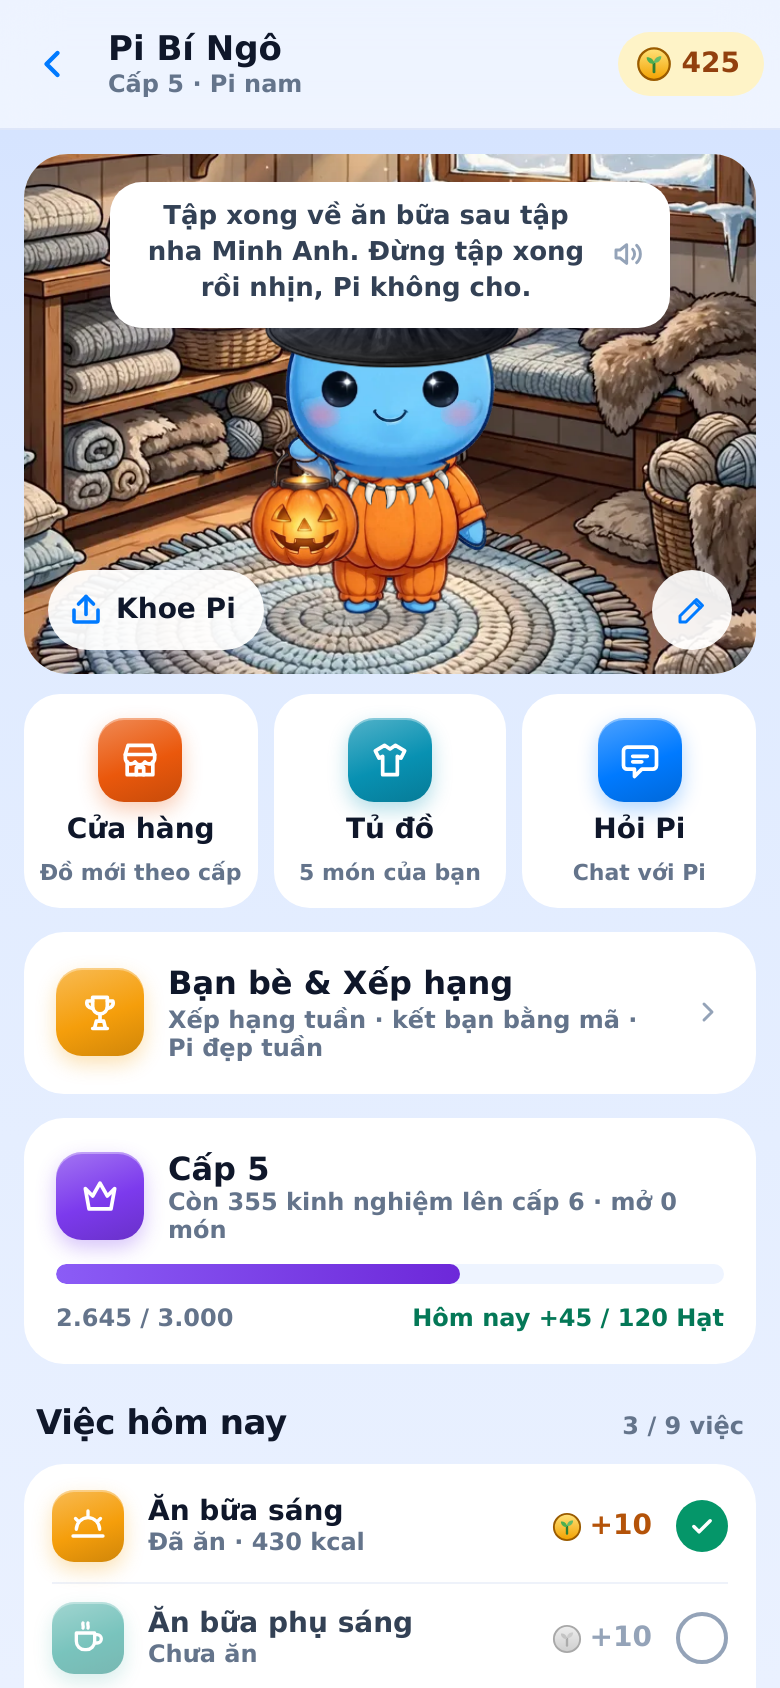 Pi Bí Ngô
Cấp 5 · Pi nam
425
Tập xong về ăn bữa sau tập
nha Minh Anh. Đừng tập xong
rồi nhịn, Pi không cho.
Khoe Pi
Cửa hàng
Đồ mới theo cấp
Tủ đồ
5 món của bạn
Hỏi Pi
Chat với Pi
Bạn bè & Xếp hạng
Xếp hạng tuần · kết bạn bằng mã ·
Pi đẹp tuần
Cấp 5
Còn 355 kinh nghiệm lên cấp 6 · mở 0
món
2.645 / 3.000
Hôm nay +45 / 120 Hạt
Việc hôm nay
3 / 9 việc
Ăn bữa sáng
Đã ăn · 430 kcal
+10
Ăn bữa phụ sáng
Chưa ăn
+10